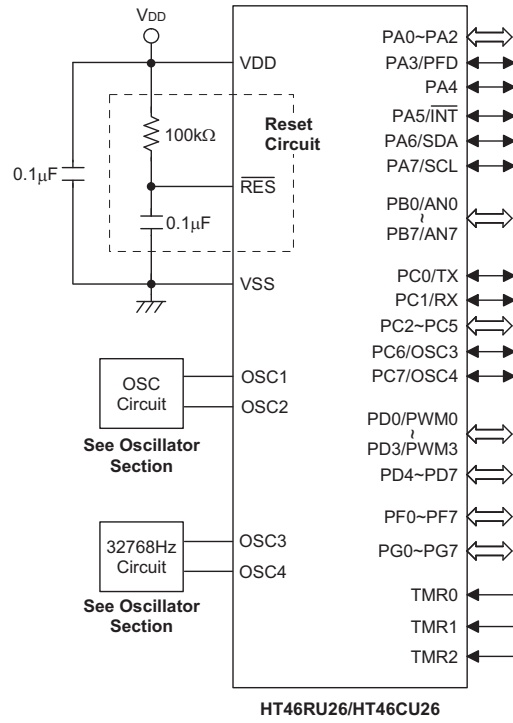 VDD
VDD
PA0~PA2
PA3/PFD
PA4
Reset
Circuit
100kΩ
PA5/INT
PA6/SDA
PA7/SCL
0.1μF
RES
0.1μF
PB0/AN0
~
PB7/AN7
VSS
PC0/TX
PC1/RX
PC2~PC5
PC6/OSC3
PC7/OSC4
OSC
Circuit
OSC1
OSC2
See Oscillator
Section
PD0/PWM0
~
PD3/PWM3
PD4~PD7
PF0~PF7
PG0~PG7
32768Hz
Circuit
OSC3
OSC4
See Oscillator
Section
TMR0
TMR1
TMR2
HT46RU26/HT46CU26